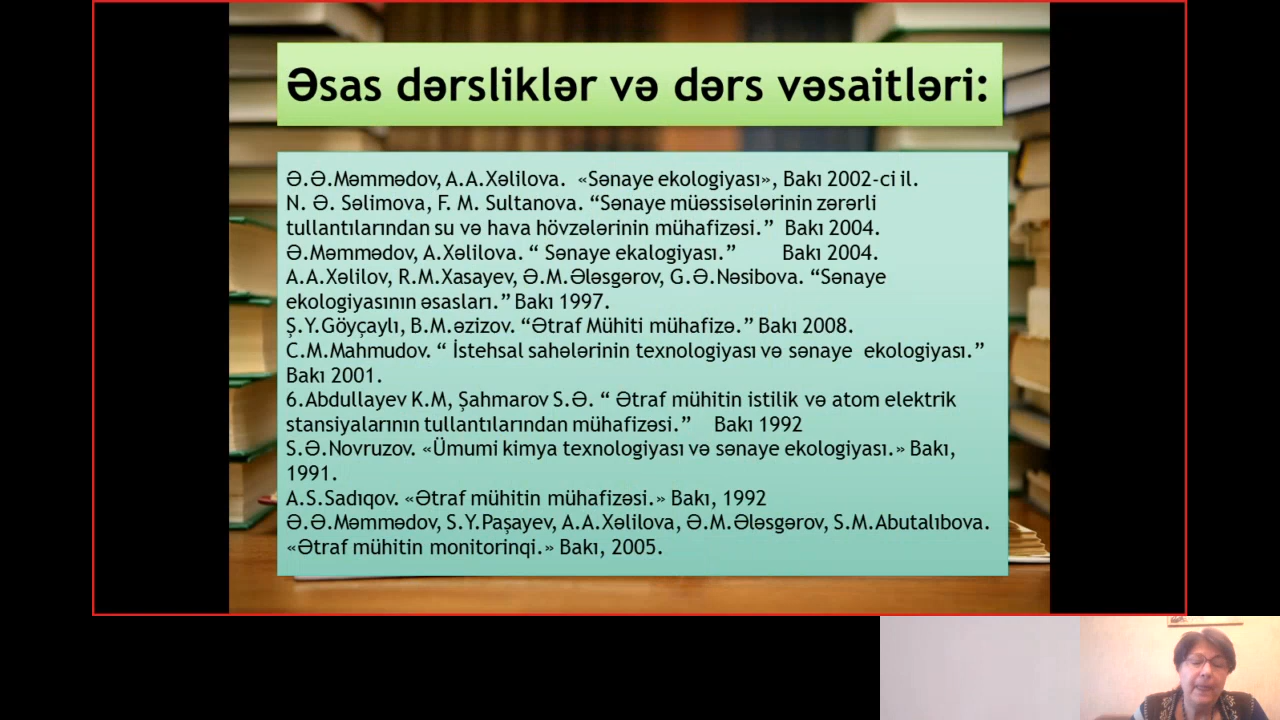 Əsas dərsliklər və dərs vəsaitləri:
Ə.Ə.Məmmədov, A.A.Xəlilova.  «Sənaye ekologiyası», Bakı 2002-ci il.
N. Ə. Səlimova, F. M. Sultanova. “Sənaye müəssisələrinin zərərli
tullantılarından su və hava hövzələrinin mühafizəsi.”  Bakı 2004.
Ə.Məmmədov, A.Xəlilova. “ Sənaye ekalogiyası.”        Bakı 2004.
A.A.Xəlilov, R.M.Xasayev, Ə.M.Ələsgərov, G.Ə.Nəsibova. “Sənaye
ekologiyasının əsasları.” Bakı 1997.
Ş.Y.Göyçaylı, B.M.əzizov. “Ətraf Mühiti mühafizə.” Bakı 2008.
C.M.Mahmudov. “ İstehsal sahələrinin texnologiyası və sənaye  ekologiyası.”
Bakı 2001.
6.Abdullayev K.M, Şahmarov S.Ə. “ Ətraf mühitin istilik və atom elektrik
stansiyalarının tullantılarından mühafizəsi.”    Bakı 1992
S.Ə.Novruzov. «Ümumi kimya texnologiyası və sənaye ekologiyası.» Bakı,
1991.
A.S.Sadıqov. «Ətraf mühitin mühafizəsi.» Bakı, 1992
Ə.Ə.Məmmədov, S.Y.Paşayev, A.A.Xəlilova, Ə.M.Ələsgərov, S.M.Abutalıbova.
«Ətraf mühitin monitorinqi.» Bakı, 2005.